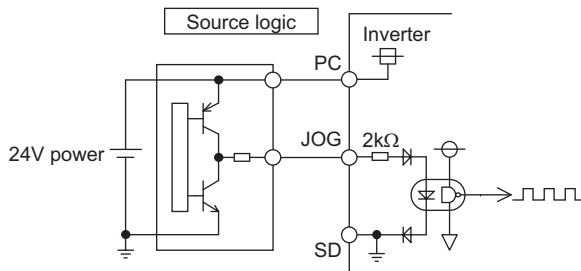 Source logic
Inverter
PC
JOG
2kΩ
24V power
SD